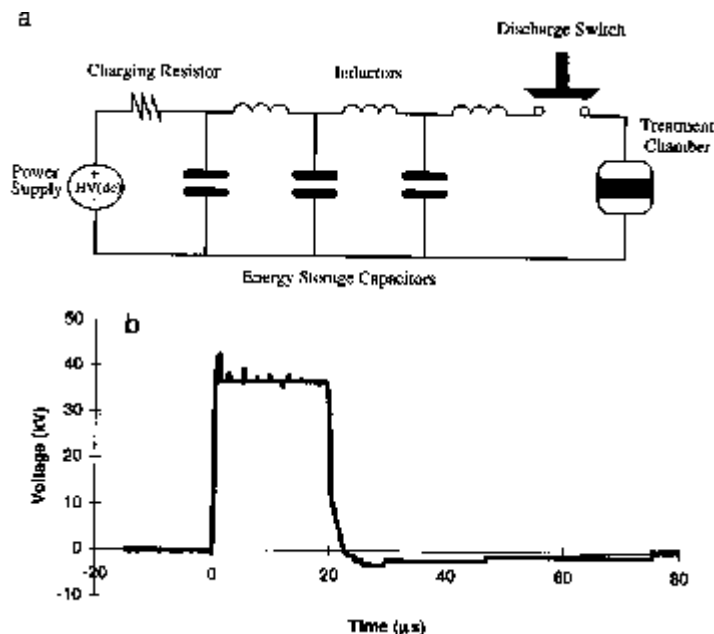 a
Discharge Switch
Charging Resistor
Inductors
Treatment
Chamber
Power
Supply
+
HV(dc)
-
Energy Storage Capacitors
b
50
40
30
20
10
0
-10
Voltage (kV)
-20
0
20
40
60
80
Time (μs)